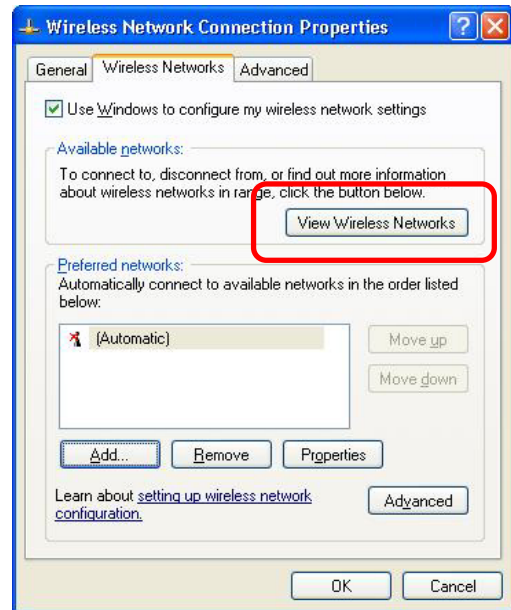 Wireless Network Connection Properties
General Wireless Networks Advanced
Use Windows to configure my wireless network settings
Available networks:
To connect to, disconnect from, or find out more information
about wireless networks in range, click the button below.
View Wireless Networks
Preferred networks:
Automatically connect to available networks in the order listed
below:
(Automatic)
Move up
Move down
Add... Remove Properties
Learn about setting up wireless network
configuration.
Advanced
OK Cancel